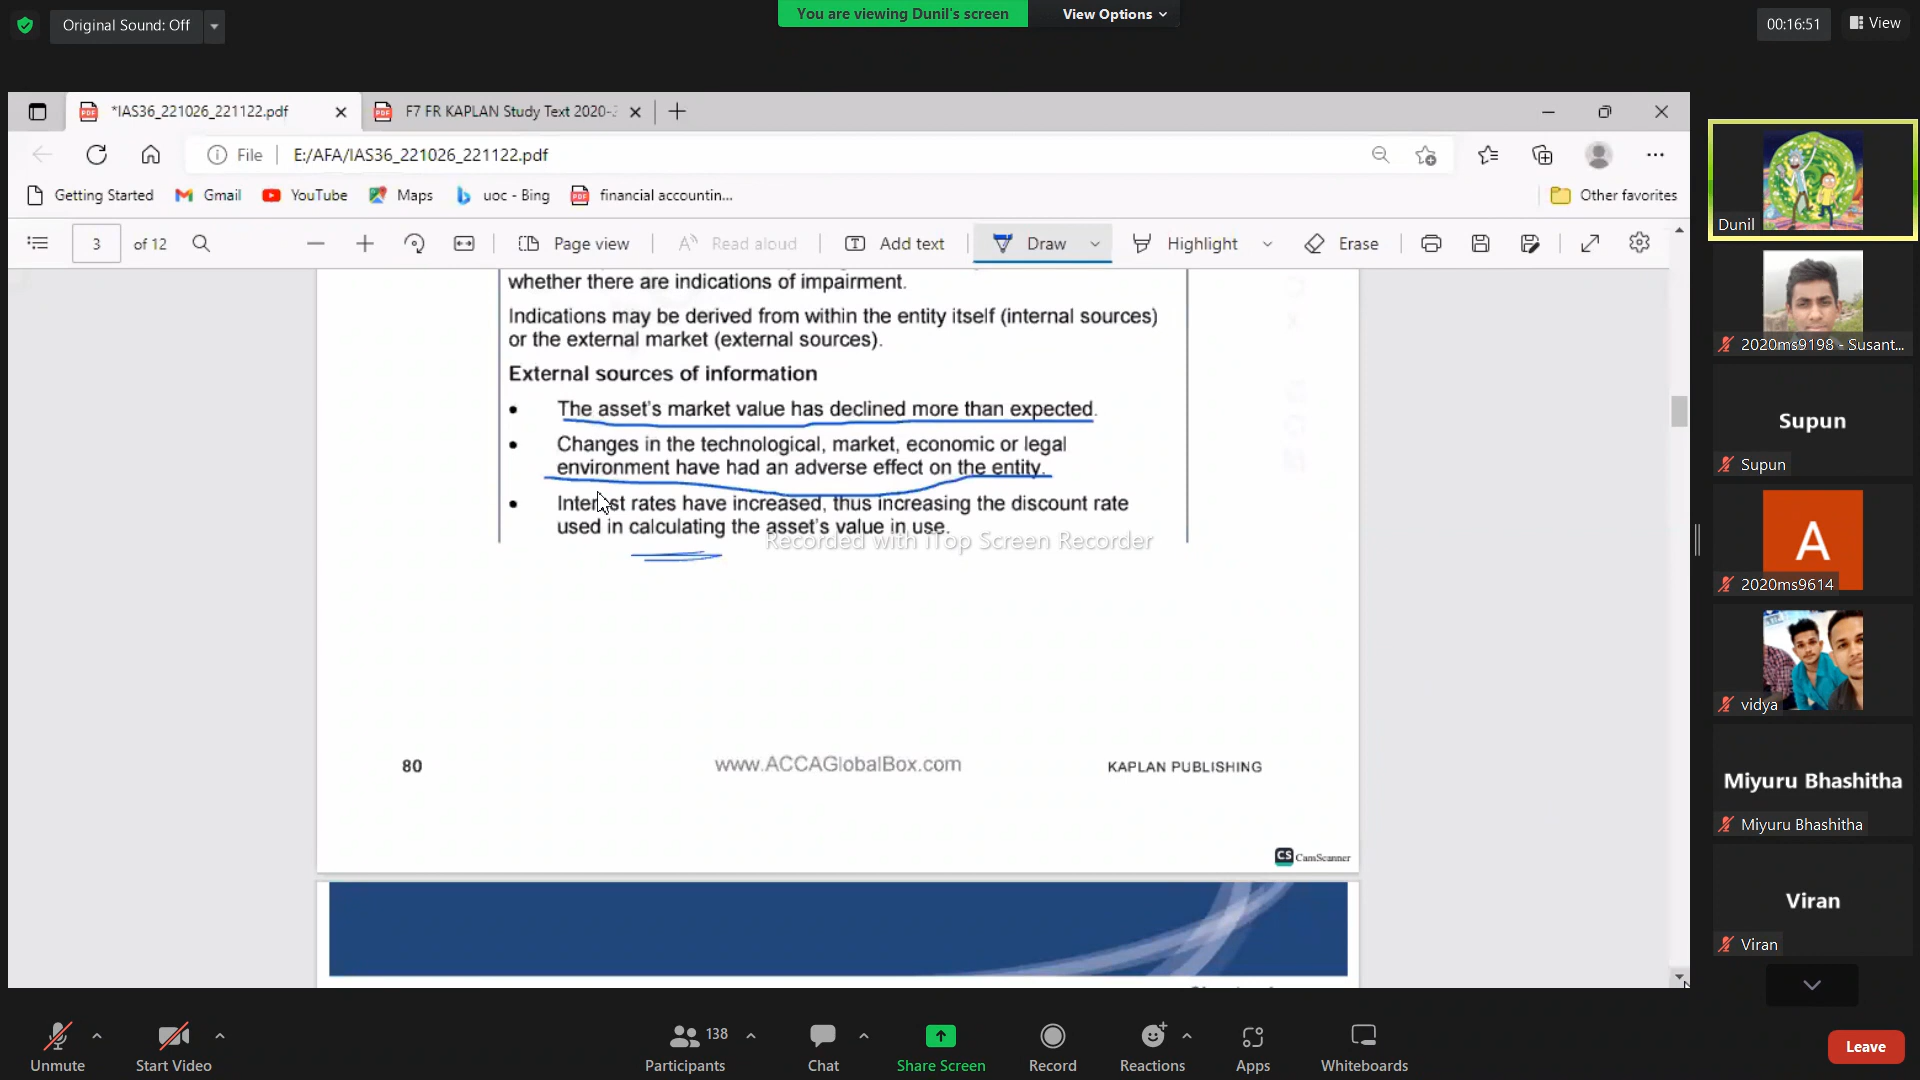 Original Sound: Off
You are viewing Dunil's screen
View Options
00:16:51
View
*IAS36_221026_221122.pdf
F7 FR KAPLAN Study Text 2020-
File
E:/AFA/IAS36_221026_221122.pdf
Getting Started
Gmail
YouTube
Maps
uoc - Bing
financial accountin...
Other favorites
3
of 12
Page view
Read aloud
Add text
Draw
Highlight
Erase
whether there are indications of impairment.
Indications may be derived from within the entity itself (internal sources)
or the external market (external sources).
External sources of information
• The asset's market value has declined more than expected.
• Changes in the technological, market, economic or legal
environment have had an adverse effect on the entity.
• Interest rates have increased, thus increasing the discount rate
used in calculating the asset's value in use.
Recorded with iTop Screen Recorder
80
www.ACCAGlobalBox.com
KAPLAN PUBLISHING
CS CamScanner
Dunil
2020ms9198 - Susant...
Supun
Supun
A
2020ms9614
vidya
Miyuru Bhashitha
Miyuru Bhashitha
Viran
Viran
Unmute
Start Video
138
Participants
Chat
Share Screen
Record
Reactions
Apps
Whiteboards
Leave